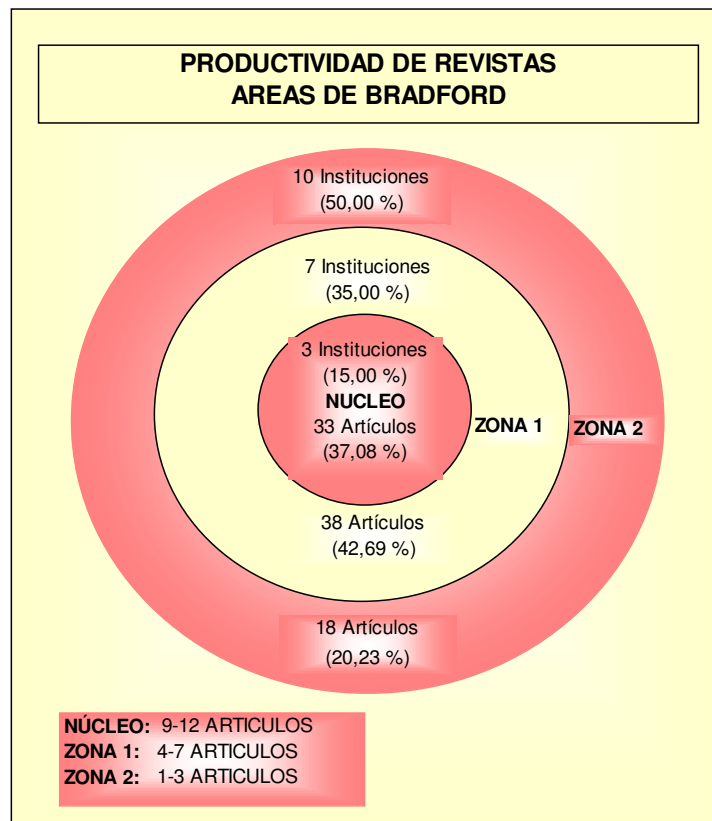 PRODUCTIVIDAD DE REVISTAS
AREAS DE BRADFORD
10 Instituciones
(50,00 %)
7 Instituciones
(35,00 %)
3 Instituciones
(15,00 %)
NUCLEO
33 Artículos
(37,08 %)
ZONA 1
ZONA 2
38 Artículos
(42,69 %)
18 Artículos
(20,23 %)
NÚCLEO: 9-12 ARTICULOS
ZONA 1: 4-7 ARTICULOS
ZONA 2: 1-3 ARTICULOS